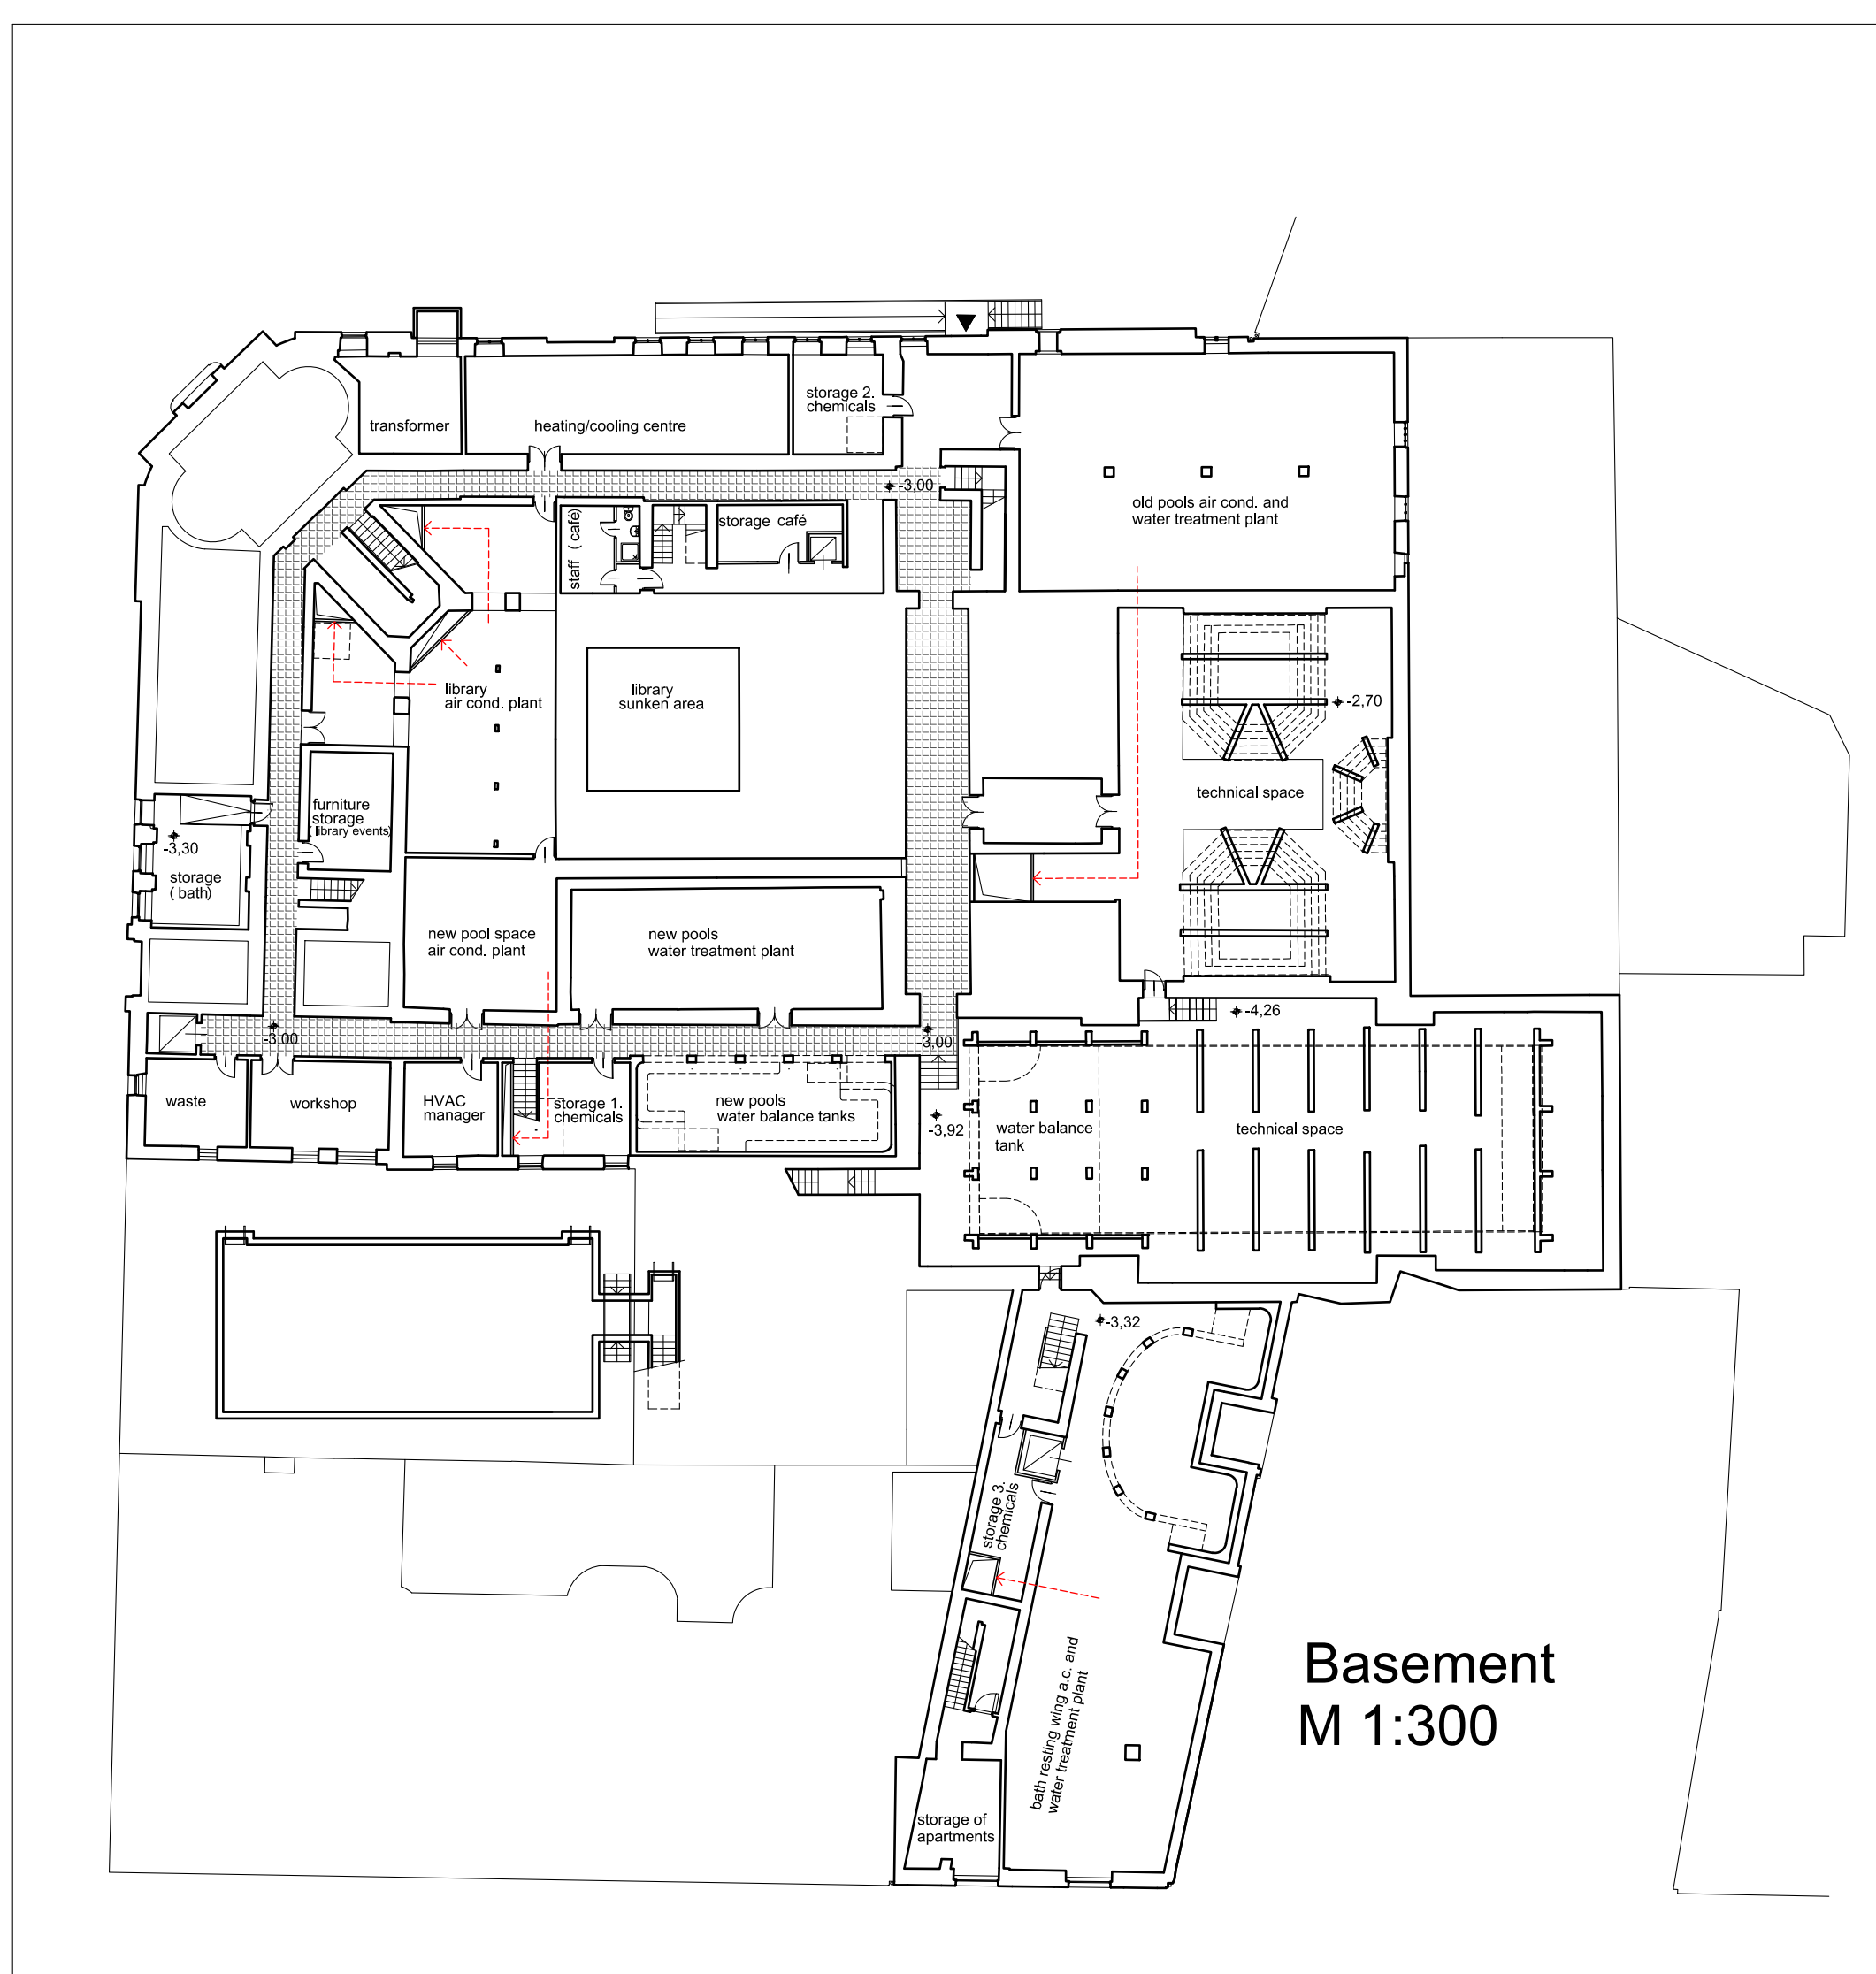 transformer
heating/cooling centre
storage 2.
chemicals
-3,00
storage café
staff ( café)
old pools air cond. and
water treatment plant
library
air cond. plant
library
sunken area
-2,70
technical space
furniture
storage
( library events)
-3,30
storage
( bath)
new pool space
air cond. plant
new pools
water treatment plant
-4,26
-3,00
-3,00
waste
workshop
HVAC
manager
storage 1.
chemicals
new pools
water balance tanks
-3,92
water balance
tank
technical space
-3,32
storage 3.
chemicals
bath resting wing a.c. and
water treatment plant
storage of
apartments
Basement
M 1:300